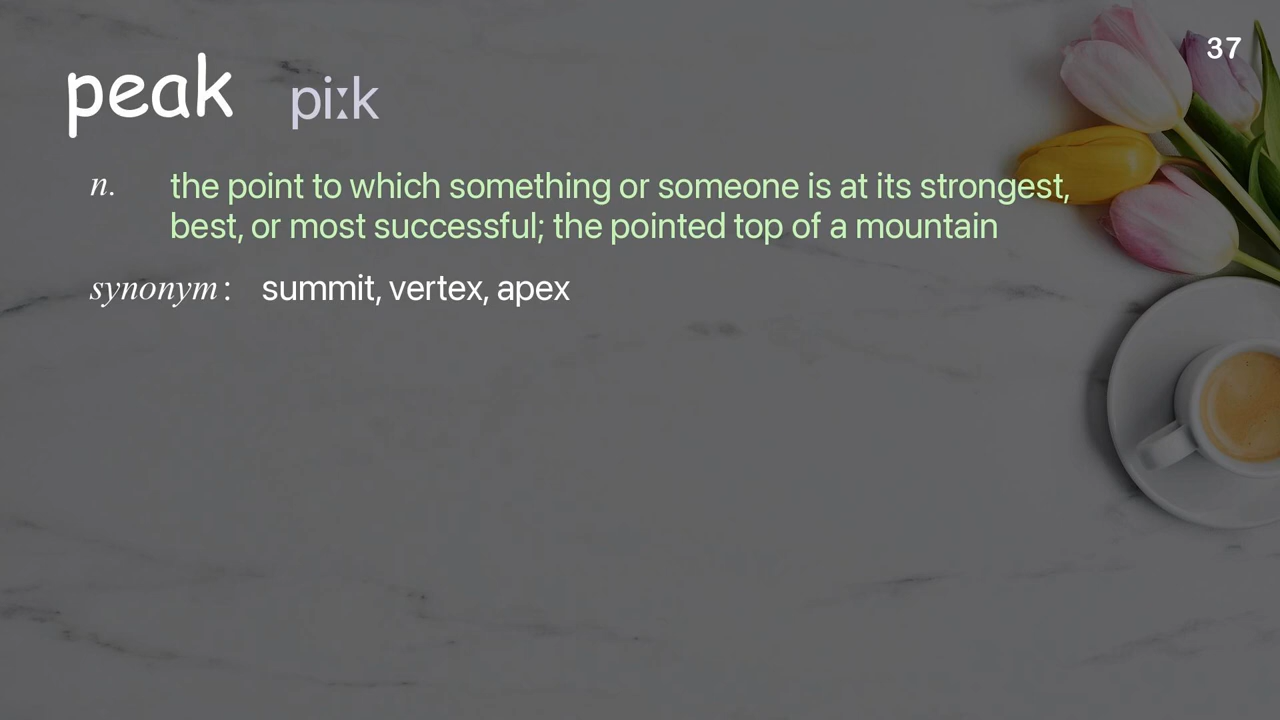 37
peak piːk
n. the point to which something or someone is at its strongest,
best, or most successful; the pointed top of a mountain
synonym: summit, vertex, apex